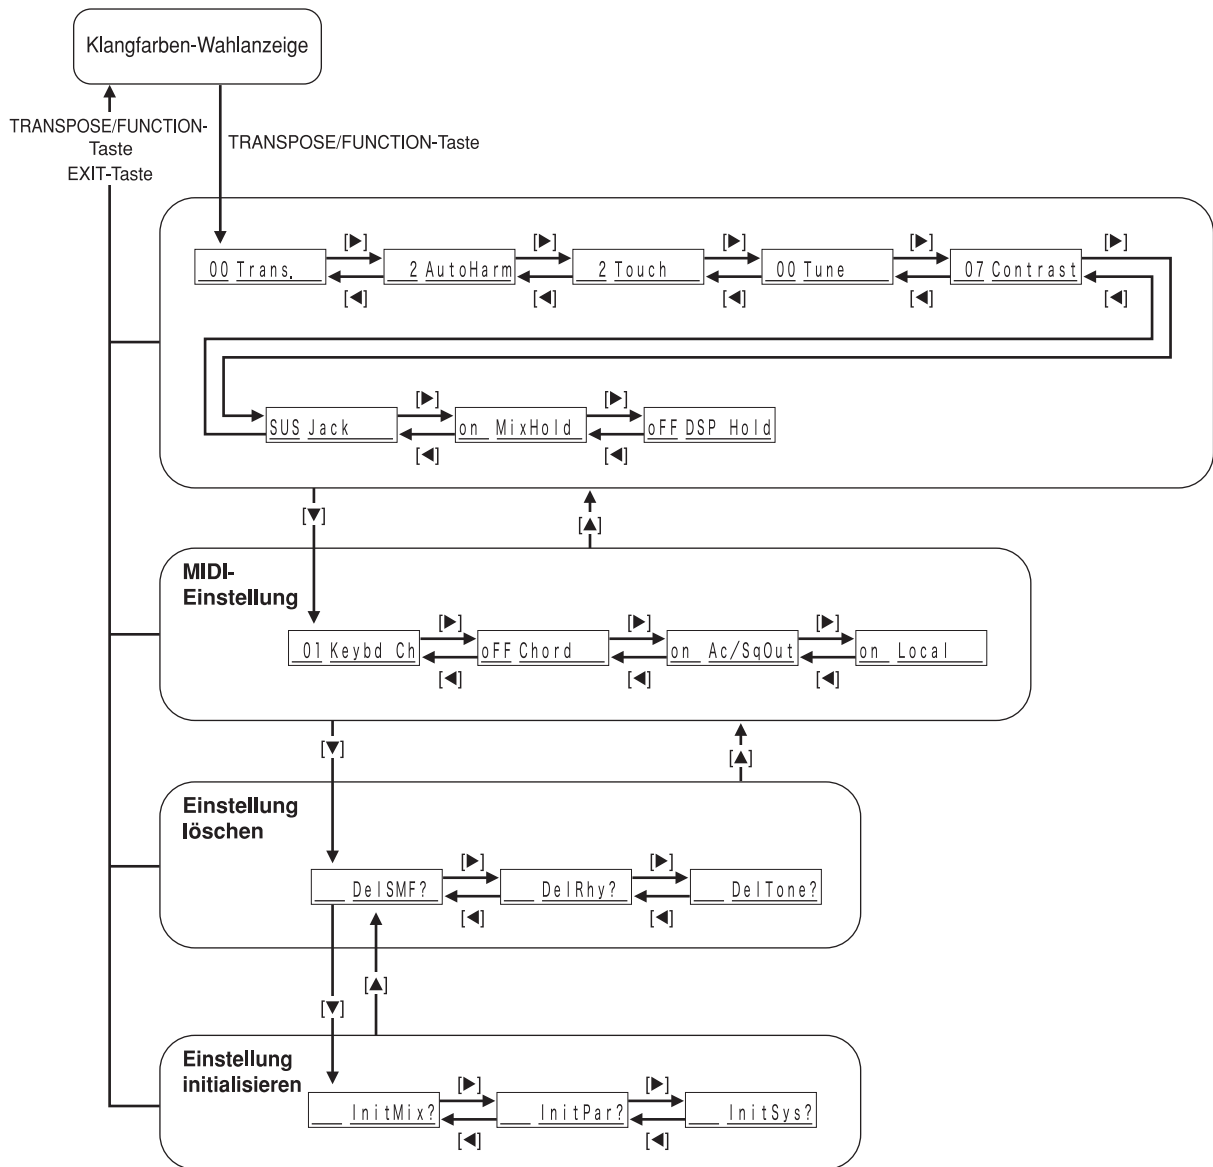 Klangfarben-Wahlanzeige
TRANSPOSE/FUNCTION-
Taste
EXIT-Taste
TRANSPOSE/FUNCTION-Taste
[▶] [▶] [▶] [▶] [▶]
00 Trans. 2 AutoHarm 2 Touch 00 Tune 07 Contrast
[◀] [◀] [◀] [◀] [◀]
[▶] [▶]
SUS Jack on MixHold oFF DSP Hold
[◀] [◀]
[▼] [▲]
MIDI-
Einstellung
[▶] [▶] [▶]
01 Keybd Ch oFF Chord on Ac/SqOut on Local
[◀] [◀] [◀]
[▼] [▲]
Einstellung
löschen
[▶] [▶]
DelSMF? DelRhy? DelTone?
[◀] [◀]
[▼] [▲]
Einstellung
initialisieren
[▶] [▶]
InitMix? InitPar? InitSys?
[◀] [◀]